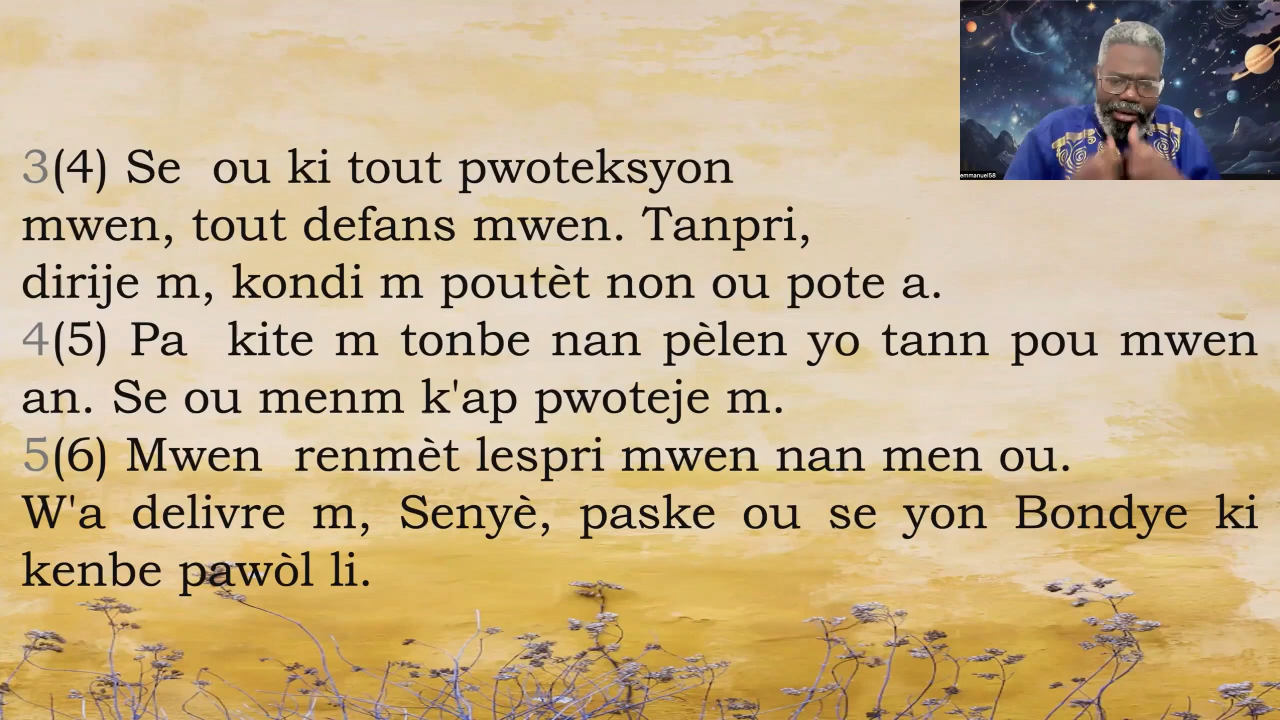 3(4) Se ou ki tout pwoteksyon
mwen, tout defans mwen. Tanpri,
dirije m, kondi m poutèt non ou pote a.
4(5) Pa kite m tonbe nan pèlen yo tann pou mwen
an. Se ou menm k'ap pwoteje m.
5(6) Mwen renmèt lespri mwen nan men ou.
W'a delivre m, Senyè, paske ou se yon Bondye ki
kenbe pawòl li.
emmanuel58